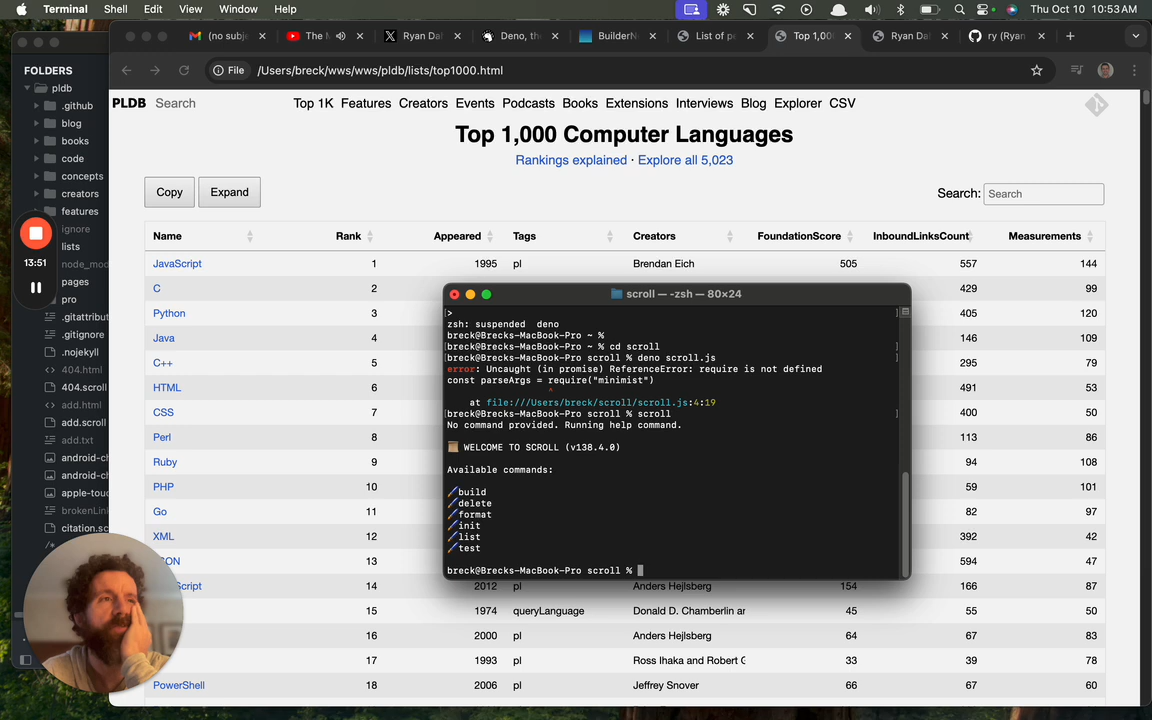 Terminal Shell Edit View Window Help Thu Oct 10 10:53 AM
(no subje The M Ryan Dal Deno, the BuilderN List of pe Top 1,00 Ryan Dal ry (Ryan
File /Users/breck/wws/wws/pldb/lists/top1000.html
FOLDERS
pldb
.github
blog
books
code
concepts
creators
features
ignore
lists
node_mod
pages
pro
.gitattribut
.gitignore
.nojekyll
404.html
404.scroll
add.html
add.scroll
add.txt
android-ch
android-ch
apple-touc
brokenLink
citation.sc
/*
13:51
PLDB Search Top 1K Features Creators Events Podcasts Books Extensions Interviews Blog Explorer CSV
Top 1,000 Computer Languages
Rankings explained · Explore all 5,023
Copy Expand Search: Search
Name Rank Appeared Tags Creators FoundationScore InboundLinksCount Measurements
JavaScript 1 1995 pl Brendan Eich 505 557 144
C 2 429 99
Python 3 405 120
Java 4 146 109
C++ 5 295 79
HTML 6 491 53
CSS 7 400 50
Perl 8 113 86
Ruby 9 94 108
PHP 10 59 101
Go 11 82 97
XML 12 392 42
ON 13 594 47
Script 14 2012 pl Anders Hejlsberg 154 166 87
15 1974 queryLanguage Donald D. Chamberlin ar 45 55 50
16 2000 pl Anders Hejlsberg 64 67 83
17 1993 pl Ross Ihaka and Robert G 33 39 78
PowerShell 18 2006 pl Jeffrey Snover 66 67 60
scroll — -zsh — 80×24
[>
zsh: suspended deno
breck@Brecks-MacBook-Pro ~ %
[breck@Brecks-MacBook-Pro ~ % cd scroll ]
[breck@Brecks-MacBook-Pro scroll % deno scroll.js ]
error: Uncaught (in promise) ReferenceError: require is not defined
const parseArgs = require("minimist")
^
at file:///Users/breck/scroll/scroll.js:4:19
[breck@Brecks-MacBook-Pro scroll % scroll ]
No command provided. Running help command.
WELCOME TO SCROLL (v138.4.0)
Available commands:
build
delete
format
init
list
test
breck@Brecks-MacBook-Pro scroll %